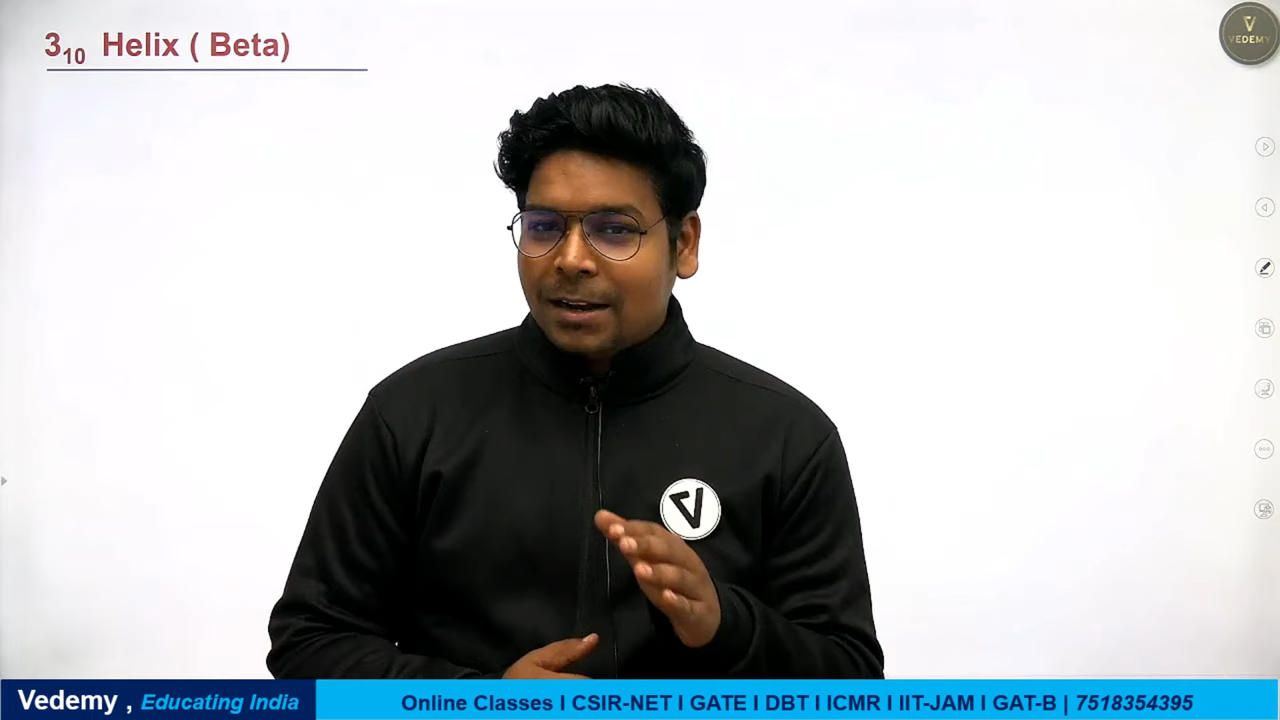 3₁₀ Helix ( Beta)
VEDEMY
Vedemy , Educating India
Online Classes I CSIR-NET I GATE I DBT I ICMR I IIT-JAM I GAT-B | 7518354395